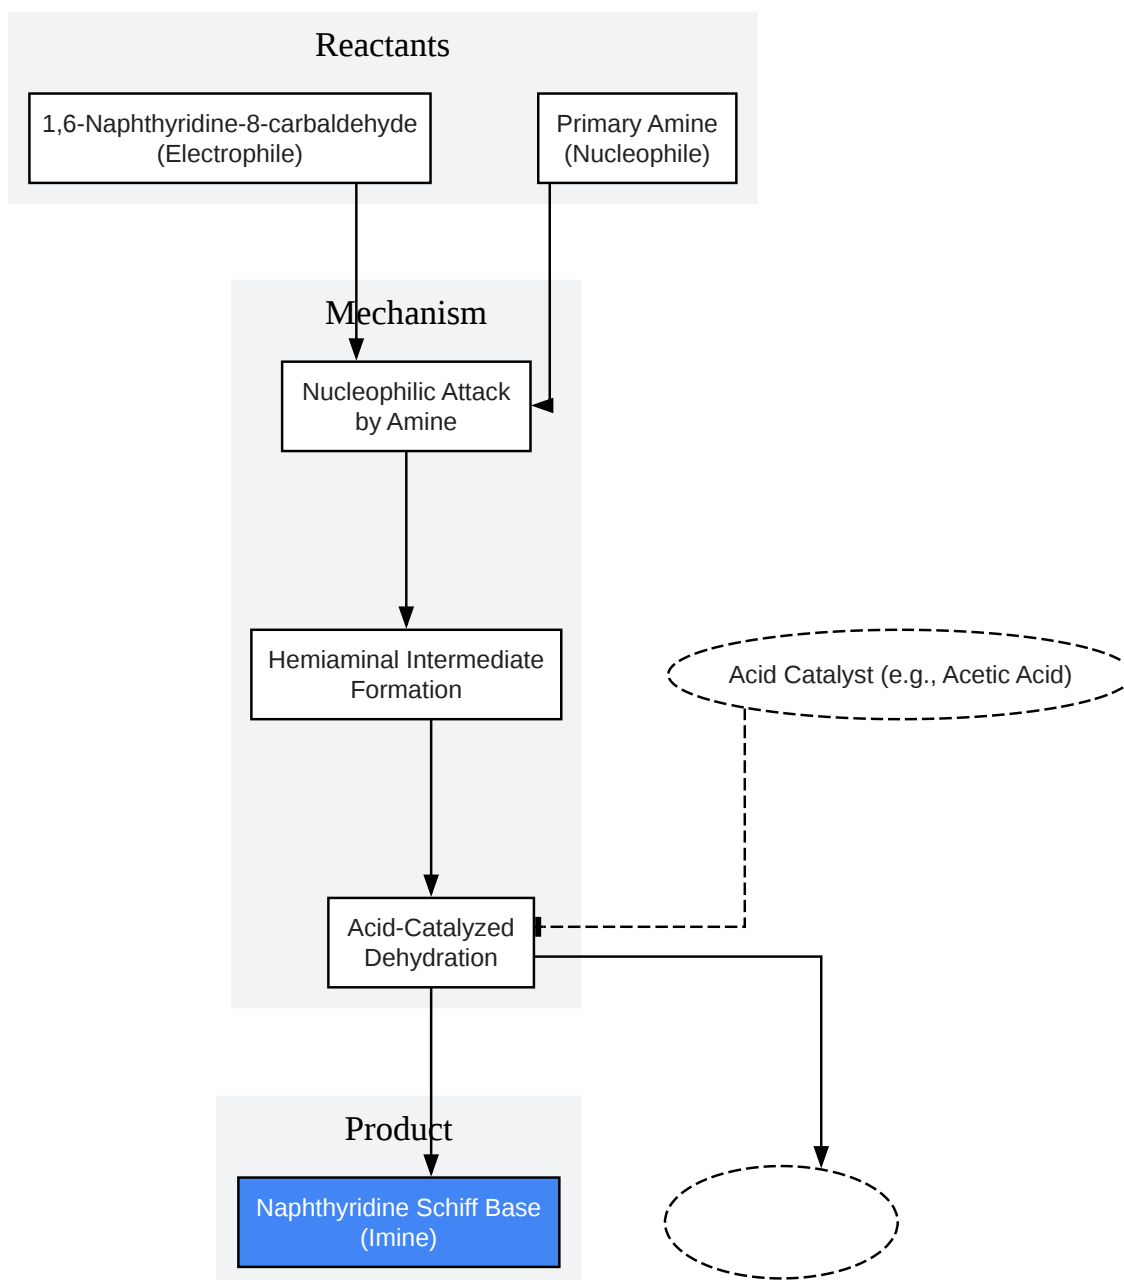 Reactants
1,6-Naphthyridine-8-carbaldehyde
(Electrophile)
Primary Amine
(Nucleophile)
Mechanism
Nucleophilic Attack
by Amine
Hemiaminal Intermediate
Formation
Acid Catalyst (e.g., Acetic Acid)
Acid-Catalyzed
Dehydration
Product
Naphthyridine Schiff Base
(Imine)